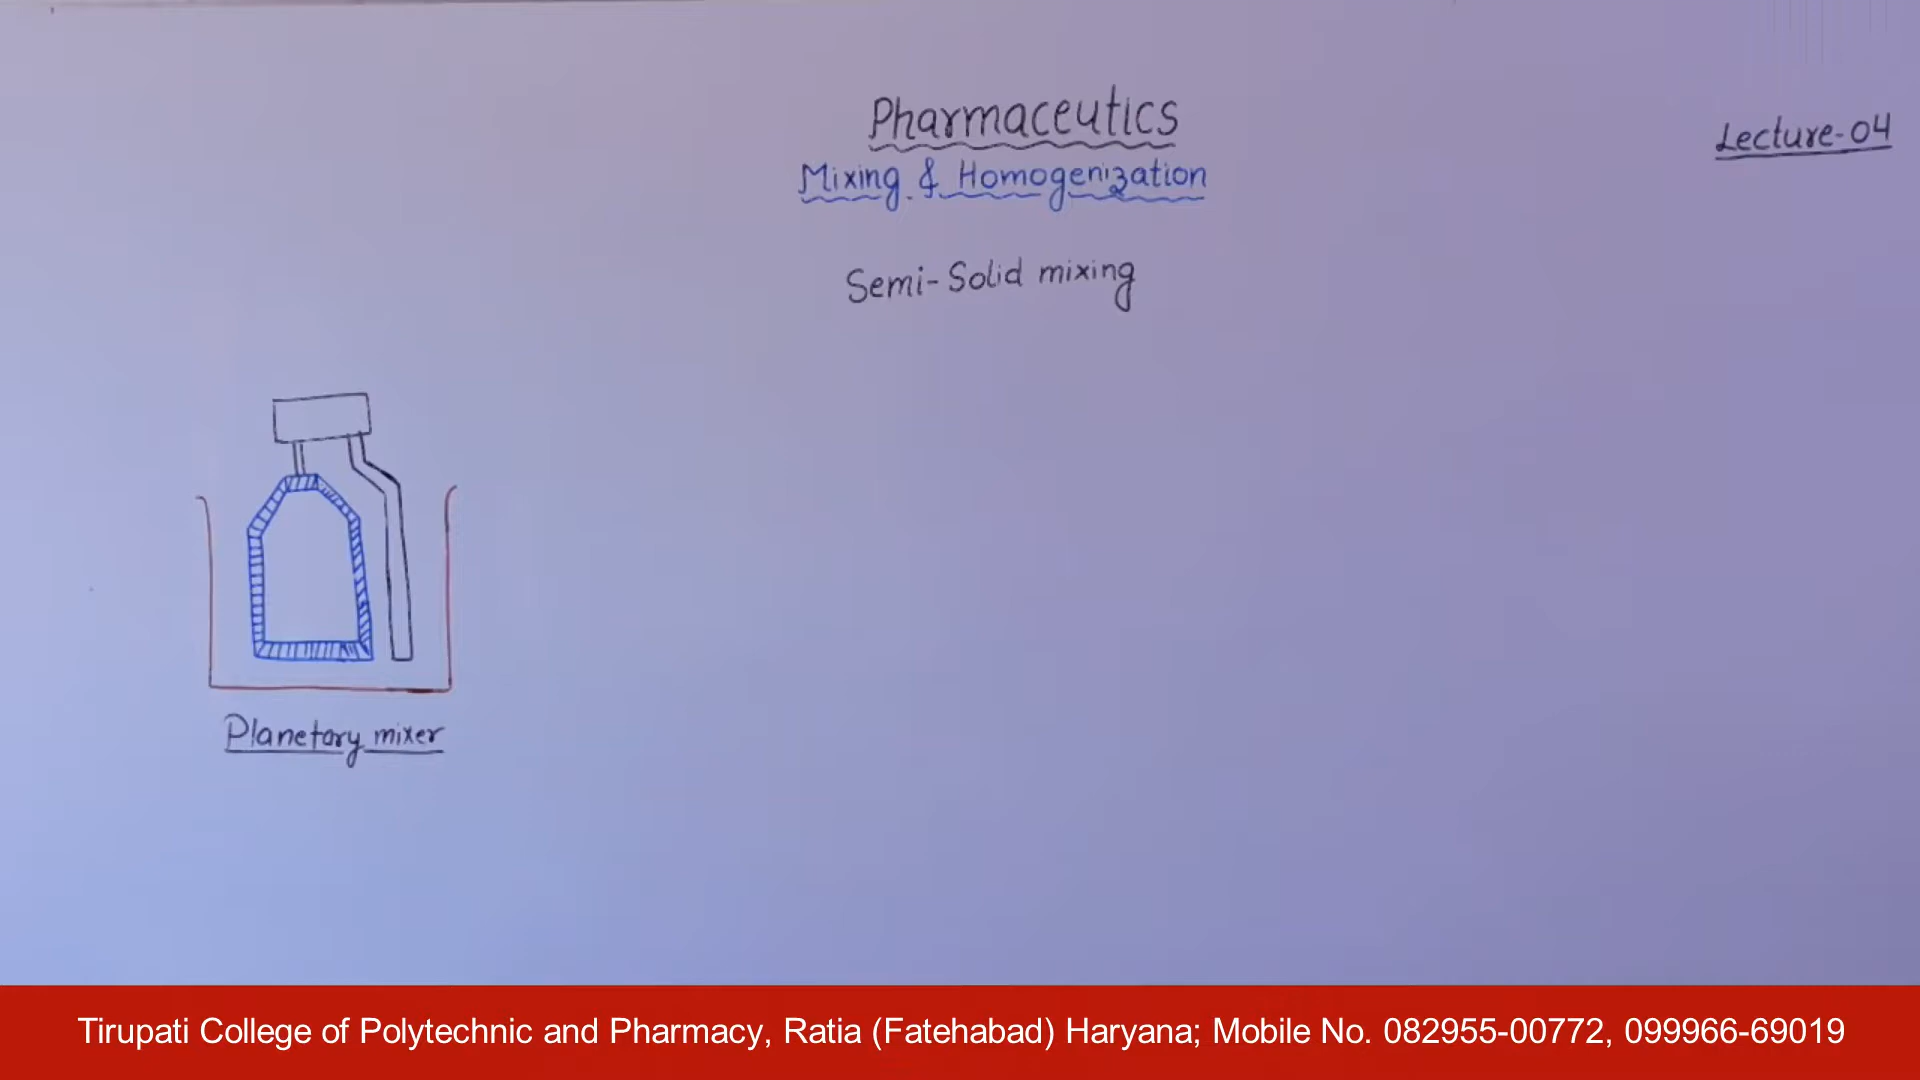 Pharmaceutics
Lecture-04
Mixing & Homogenization
Semi-Solid mixing
Planetary mixer
Tirupati College of Polytechnic and Pharmacy, Ratia (Fatehabad) Haryana; Mobile No. 082955-00772, 099966-69019